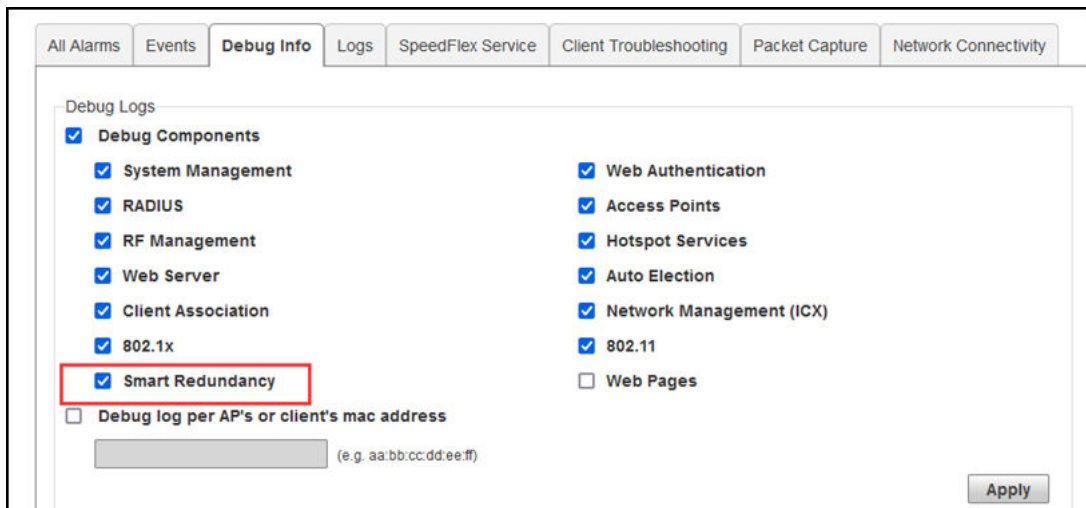 All Alarms Events Debug Info Logs SpeedFlex Service Client Troubleshooting Packet Capture Network Connectivity
Debug Logs
Debug Components
System Management Web Authentication
RADIUS Access Points
RF Management Hotspot Services
Web Server Auto Election
Client Association Network Management (ICX)
802.1x 802.11
Smart Redundancy Web Pages
Debug log per AP's or client's mac address
(e.g. aa:bb:cc:dd:ee:ff)
Apply